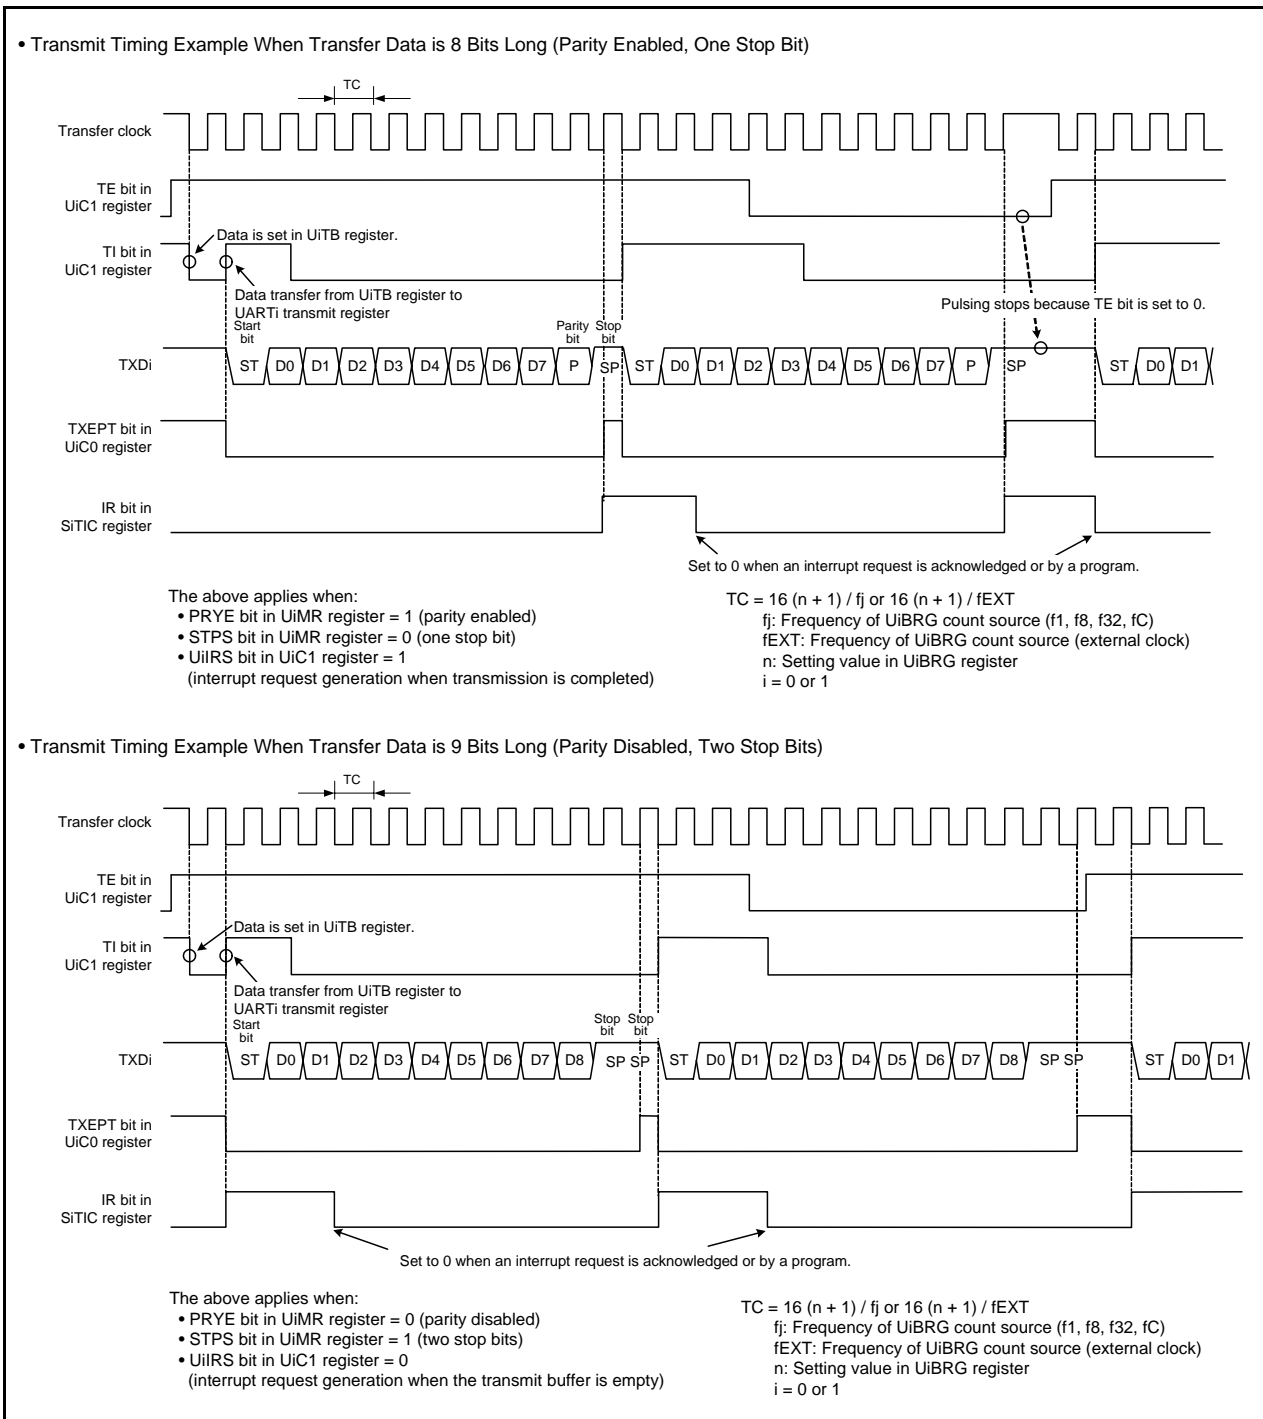 • Transmit Timing Example When Transfer Data is 8 Bits Long (Parity Enabled, One Stop Bit)
TC
Transfer clock
TE bit in
UiC1 register
Data is set in UiTB register.
TI bit in
UiC1 register
Data transfer from UiTB register to
UARTi transmit register
Pulsing stops because TE bit is set to 0.
Start
bit
Parity
bit
Stop
bit
TXDi
ST D0 D1 D2 D3 D4 D5 D6 D7 P SP ST D0 D1 D2 D3 D4 D5 D6 D7 P SP ST D0 D1
TXEPT bit in
UiC0 register
IR bit in
SiTIC register
Set to 0 when an interrupt request is acknowledged or by a program.
The above applies when:
• PRYE bit in UiMR register = 1 (parity enabled)
• STPS bit in UiMR register = 0 (one stop bit)
• UiIRS bit in UiC1 register = 1
(interrupt request generation when transmission is completed)
TC = 16 (n + 1) / fj or 16 (n + 1) / fEXT
fj: Frequency of UiBRG count source (f1, f8, f32, fC)
fEXT: Frequency of UiBRG count source (external clock)
n: Setting value in UiBRG register
i = 0 or 1
• Transmit Timing Example When Transfer Data is 9 Bits Long (Parity Disabled, Two Stop Bits)
TC
Transfer clock
TE bit in
UiC1 register
Data is set in UiTB register.
TI bit in
UiC1 register
Data transfer from UiTB register to
UARTi transmit register
Start
bit
Stop
bit
Stop
bit
TXDi
ST D0 D1 D2 D3 D4 D5 D6 D7 D8 SP SP ST D0 D1 D2 D3 D4 D5 D6 D7 D8 SP SP ST D0 D1
TXEPT bit in
UiC0 register
IR bit in
SiTIC register
Set to 0 when an interrupt request is acknowledged or by a program.
The above applies when:
• PRYE bit in UiMR register = 0 (parity disabled)
• STPS bit in UiMR register = 1 (two stop bits)
• UiIRS bit in UiC1 register = 0
(interrupt request generation when the transmit buffer is empty)
TC = 16 (n + 1) / fj or 16 (n + 1) / fEXT
fj: Frequency of UiBRG count source (f1, f8, f32, fC)
fEXT: Frequency of UiBRG count source (external clock)
n: Setting value in UiBRG register
i = 0 or 1